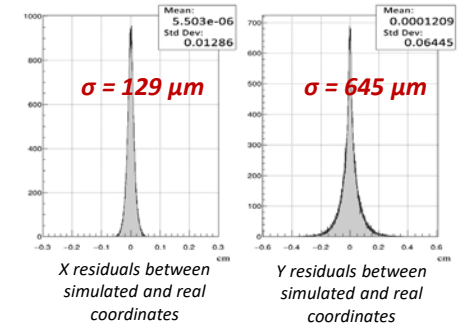 Mean:
5.503e-06
Std Dev:
0.01286
1000
800
600
400
200
0
σ = 129 μm
−0.3 −0.2 −0.1 0 0.1 0.2 0.3
cm
X residuals between
simulated and real
coordinates
Mean:
0.0001209
Std Dev:
0.06445
700
600
500
400
300
200
100
0
σ = 645 μm
−0.6 −0.4 −0.2 0 0.2 0.4 0.6
cm
Y residuals between
simulated and real
coordinates